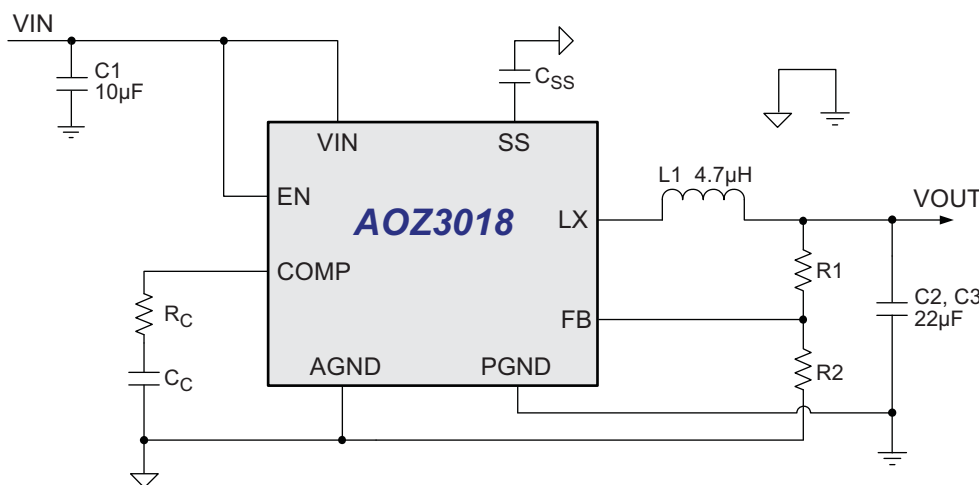 VIN
C1
10µF
CSS
VIN
SS
L1 4.7µH
EN
LX
VOUT
AOZ3018
COMP
R1
RC
FB
C2, C3
22µF
CC
AGND
PGND
R2